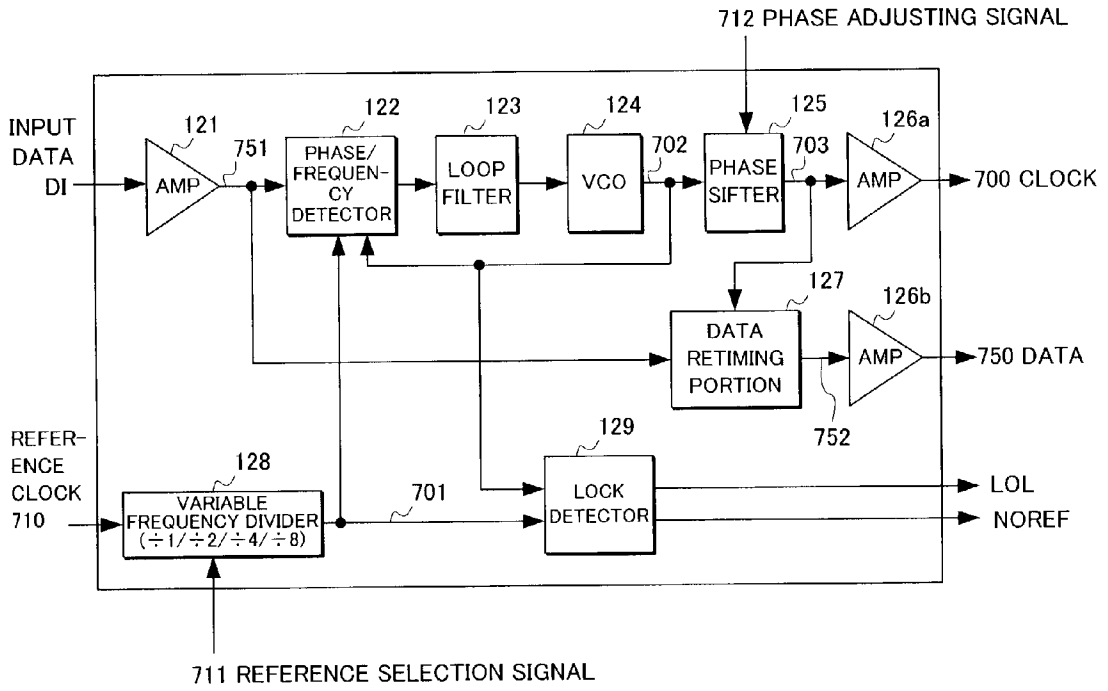 712 PHASE ADJUSTING SIGNAL
INPUT
DATA
DI
121
AMP
751
122
PHASE/
FREQUEN-
CY
DETECTOR
123
LOOP
FILTER
124
VCO
702
125
PHASE
SIFTER
703
126a
AMP
700 CLOCK
127
DATA
RETIMING
PORTION
752
126b
AMP
750 DATA
REFER-
ENCE
CLOCK
710
128
VARIABLE
FREQUENCY DIVIDER
(÷1/÷2/÷4/÷8)
701
129
LOCK
DETECTOR
LOL
NOREF
711 REFERENCE SELECTION SIGNAL